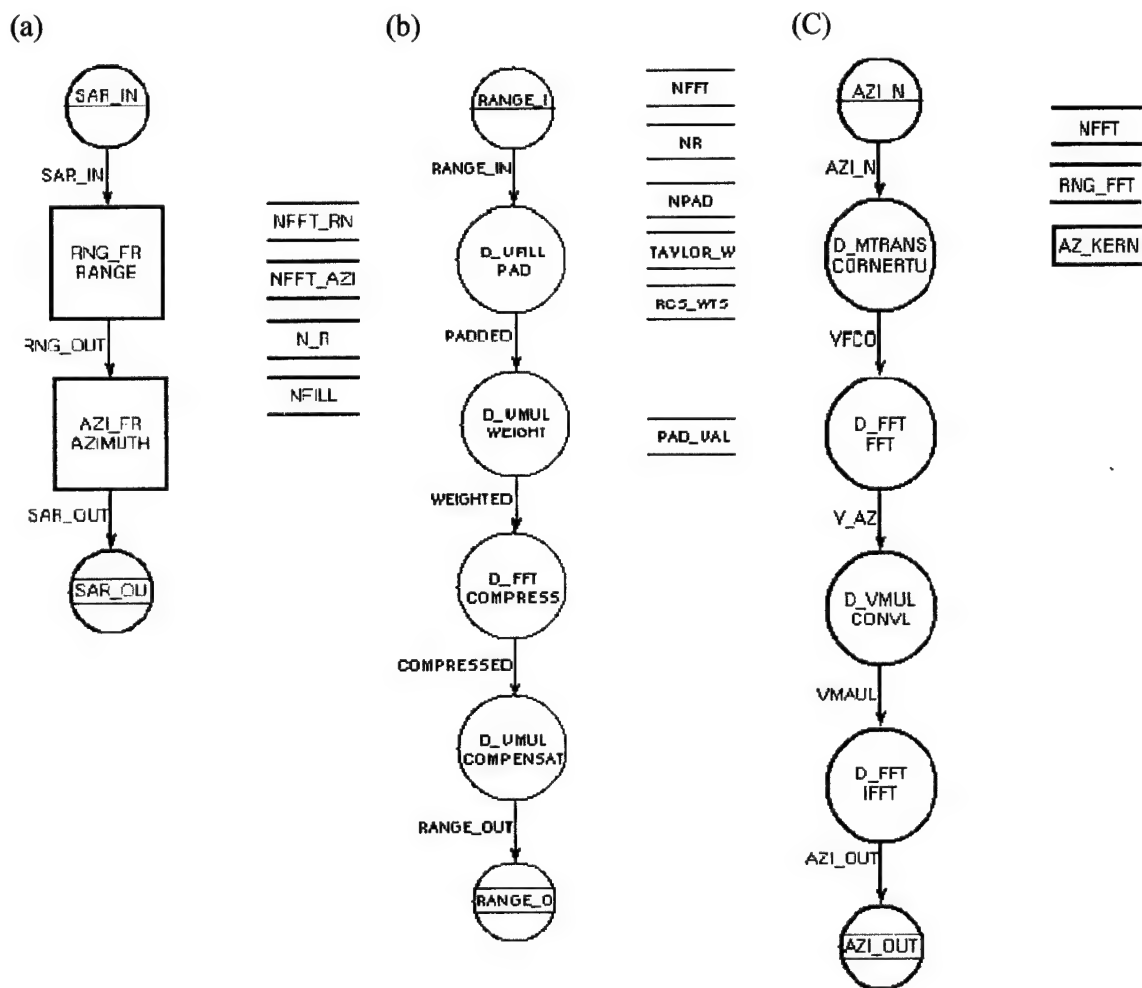 (a)
SAR_IN
SAR_IN
RNG_FR
RANGE
RNG_OUT
AZI_FR
AZIMUTH
SAR_OUT
SAR_OU
NFFT_RN
NFFT_AZI
N_R
NFILL
(b)
RANGE_I
RANGE_IN
D_VFILL
PAD
PADDED
D_VMUL
WEIGHT
WEIGHTED
D_FFT
COMPRESS
COMPRESSED
D_VMUL
COMPENSAT
RANGE_OUT
RANGE_O
NFFT
NR
NPAD
TAYLOR_W
RCS_WTS
PAD_VAL
(C)
AZI_N
AZI_N
D_MTRANS
CORNERTU
VFCO
D_FFT
FFT
V_AZ
D_VMUL
CONVL
VMAUL
D_FFT
IFFT
AZI_OUT
AZI_OUT
NFFT
RNG_FFT
AZ_KERN